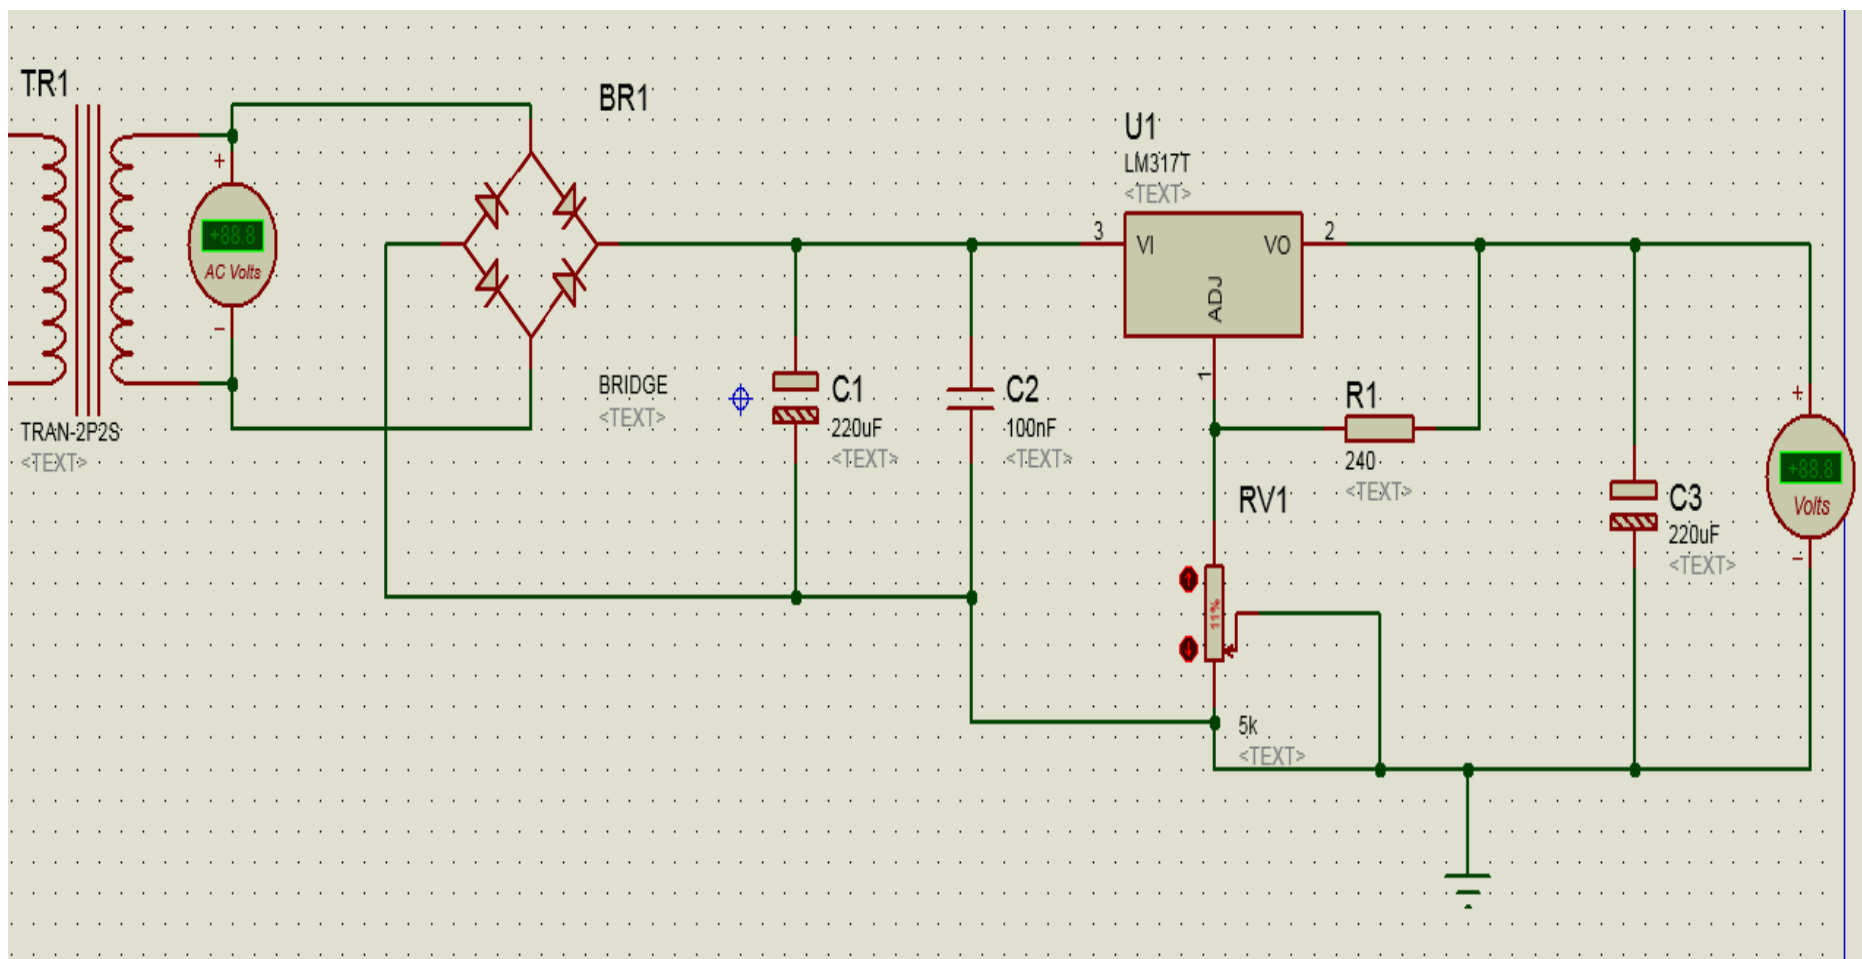 TR1
TRAN-2P2S
<TEXT>
+
+88.8
AC Volts
−
BR1
BRIDGE
<TEXT>
C1
220uF
<TEXT>
C2
100nF
<TEXT>
U1
LM317T
<TEXT>
3
VI
VO
2
ADJ
1
R1
240
<TEXT>
RV1
11%
5k
<TEXT>
C3
220uF
<TEXT>
+
+88.8
Volts
−